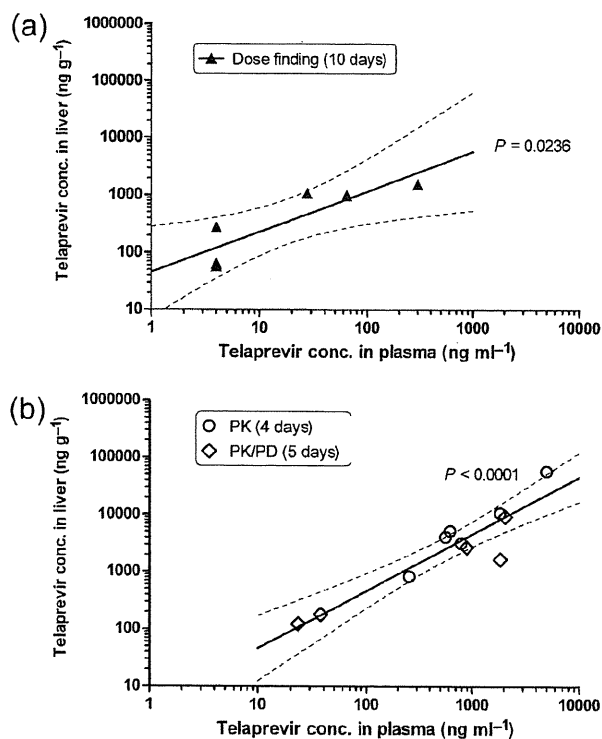 (a)
Telaprevir conc. in liver (ng g⁻¹)
1000000
100000
10000
1000
100
10
Dose finding (10 days)
P = 0.0236
1 10 100 1000 10000
Telaprevir conc. in plasma (ng ml⁻¹)
(b)
Telaprevir conc. in liver (ng g⁻¹)
1000000
100000
10000
1000
100
10
PK (4 days)
PK/PD (5 days)
P < 0.0001
1 10 100 1000 10000
Telaprevir conc. in plasma (ng ml⁻¹)